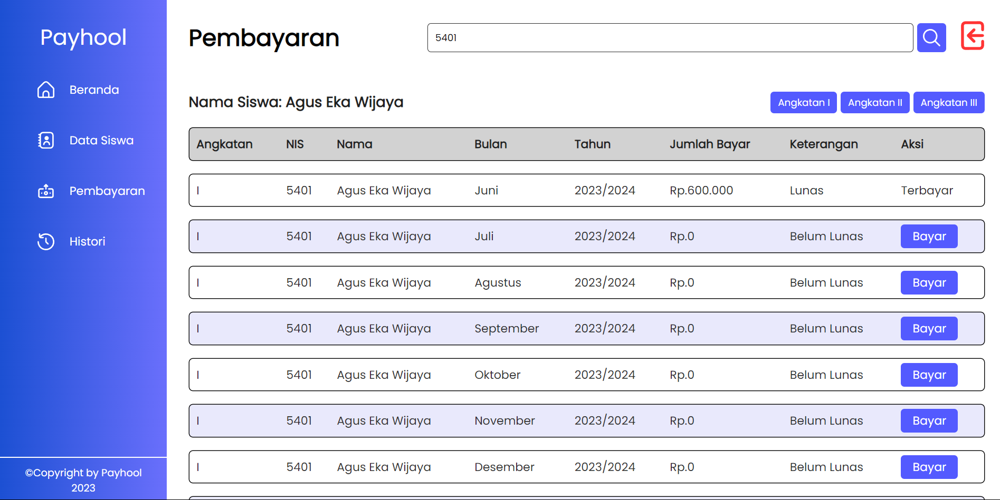 Payhool
Beranda
Data Siswa
Pembayaran
Histori
©Copyright by Payhool
2023
Pembayaran
5401
Nama Siswa: Agus Eka Wijaya
Angkatan I Angkatan II Angkatan III
Angkatan NIS Nama Bulan Tahun Jumlah Bayar Keterangan Aksi
I 5401 Agus Eka Wijaya Juni 2023/2024 Rp.600.000 Lunas Terbayar
I 5401 Agus Eka Wijaya Juli 2023/2024 Rp.0 Belum Lunas Bayar
I 5401 Agus Eka Wijaya Agustus 2023/2024 Rp.0 Belum Lunas Bayar
I 5401 Agus Eka Wijaya September 2023/2024 Rp.0 Belum Lunas Bayar
I 5401 Agus Eka Wijaya Oktober 2023/2024 Rp.0 Belum Lunas Bayar
I 5401 Agus Eka Wijaya November 2023/2024 Rp.0 Belum Lunas Bayar
I 5401 Agus Eka Wijaya Desember 2023/2024 Rp.0 Belum Lunas Bayar